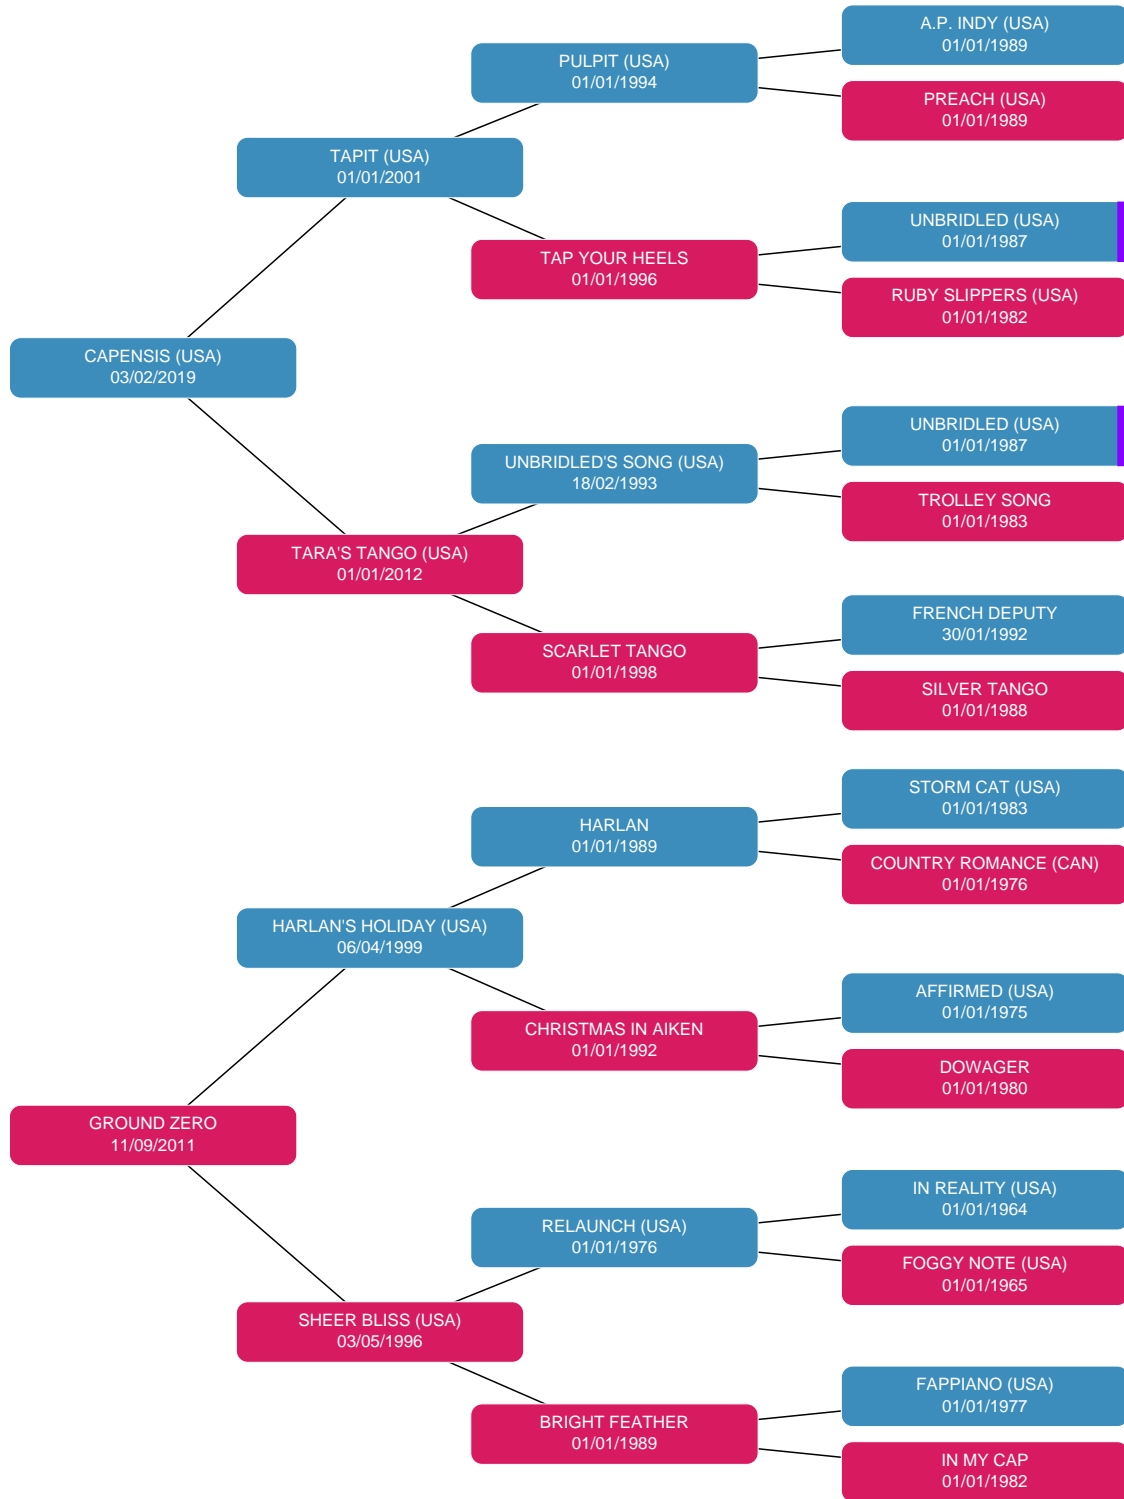 A.P. INDY (USA)
01/01/1989
PULPIT (USA)
01/01/1994
PREACH (USA)
01/01/1989
TAPIT (USA)
01/01/2001
UNBRIDLED (USA)
01/01/1987
TAP YOUR HEELS
01/01/1996
RUBY SLIPPERS (USA)
01/01/1982
CAPENSIS (USA)
03/02/2019
UNBRIDLED (USA)
01/01/1987
UNBRIDLED'S SONG (USA)
18/02/1993
TROLLEY SONG
01/01/1983
TARA'S TANGO (USA)
01/01/2012
FRENCH DEPUTY
30/01/1992
SCARLET TANGO
01/01/1998
SILVER TANGO
01/01/1988
STORM CAT (USA)
01/01/1983
HARLAN
01/01/1989
COUNTRY ROMANCE (CAN)
01/01/1976
HARLAN'S HOLIDAY (USA)
06/04/1999
AFFIRMED (USA)
01/01/1975
CHRISTMAS IN AIKEN
01/01/1992
DOWAGER
01/01/1980
GROUND ZERO
11/09/2011
IN REALITY (USA)
01/01/1964
RELAUNCH (USA)
01/01/1976
FOGGY NOTE (USA)
01/01/1965
SHEER BLISS (USA)
03/05/1996
FAPPIANO (USA)
01/01/1977
BRIGHT FEATHER
01/01/1989
IN MY CAP
01/01/1982